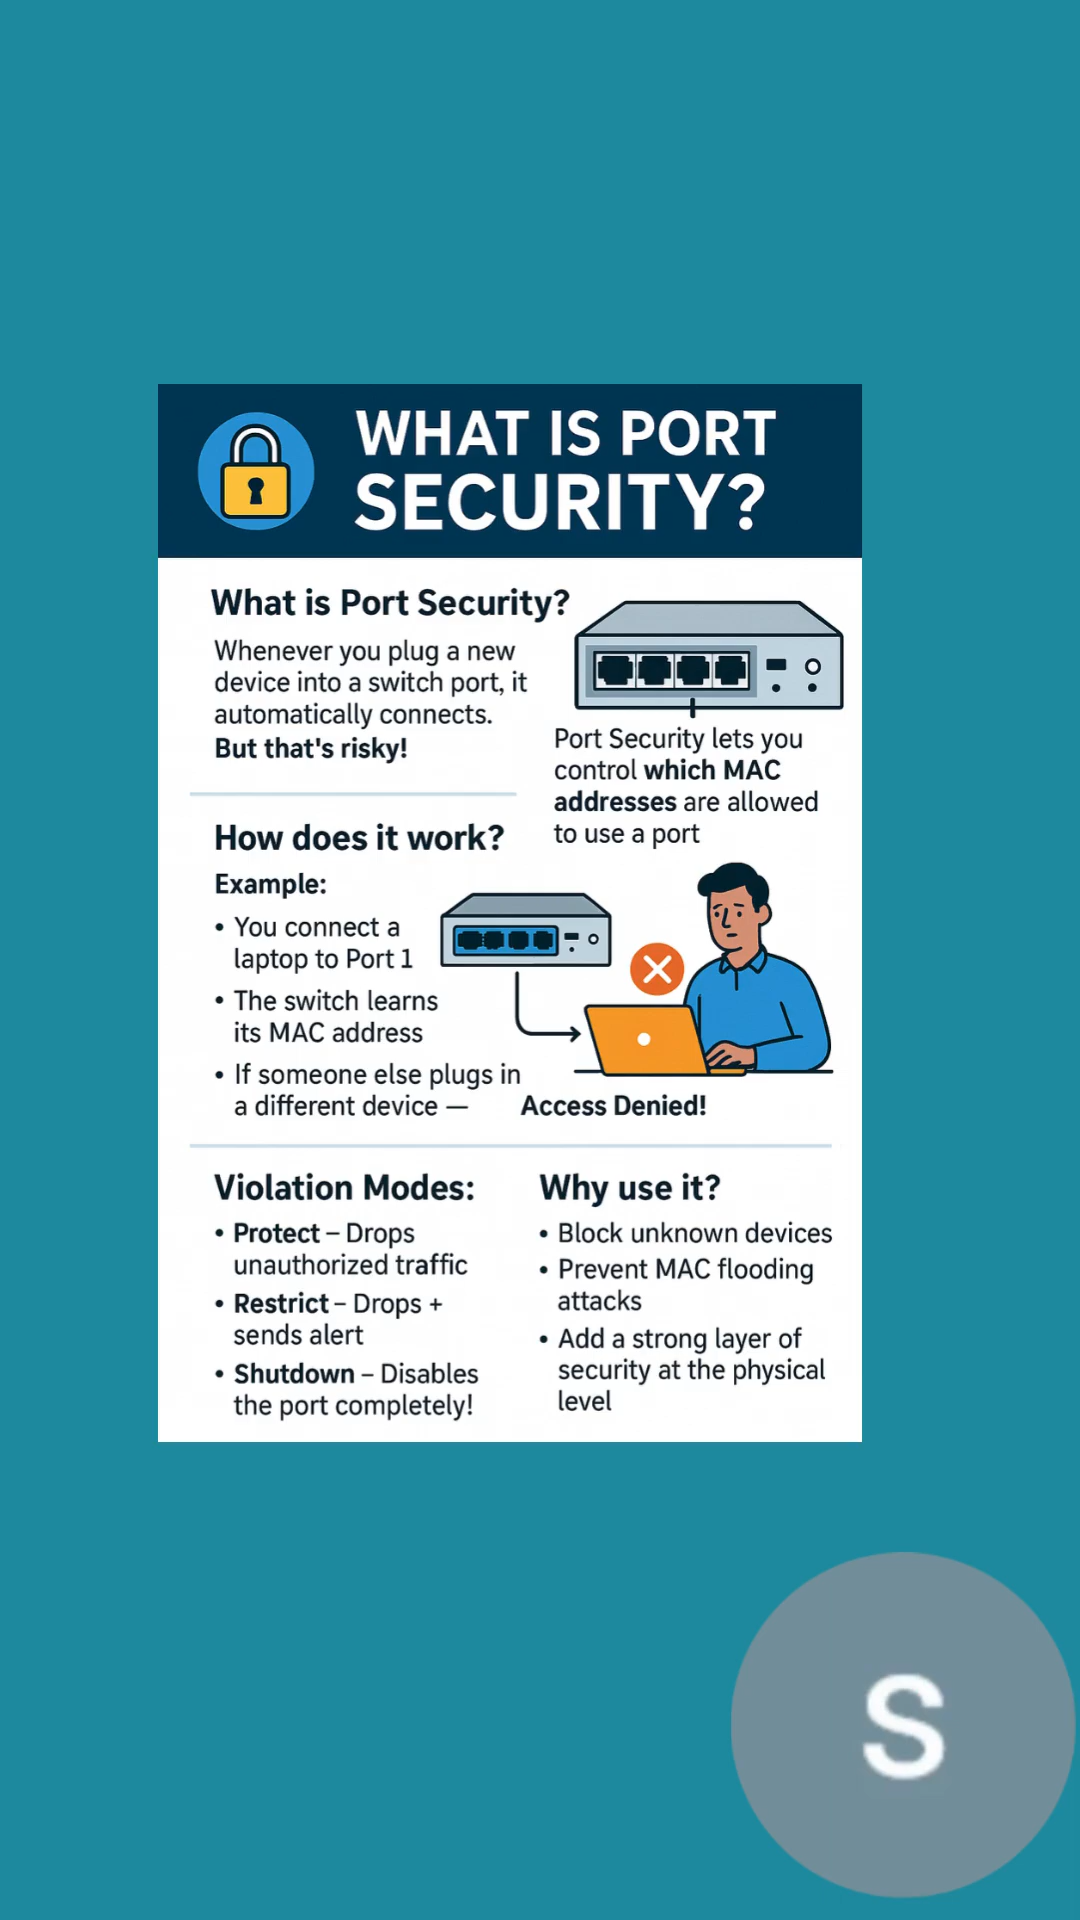 WHAT IS PORT
SECURITY?
What is Port Security?
Whenever you plug a new
device into a switch port, it
automatically connects.
But that's risky!
Port Security lets you
control which MAC
addresses are allowed
to use a port
How does it work?
Example:
• You connect a
laptop to Port 1
• The switch learns
its MAC address
• If someone else plugs in
a different device — Access Denied!
Violation Modes:
• Protect – Drops
unauthorized traffic
• Restrict – Drops +
sends alert
• Shutdown – Disables
the port completely!
Why use it?
• Block unknown devices
• Prevent MAC flooding
attacks
• Add a strong layer of
security at the physical
level
S